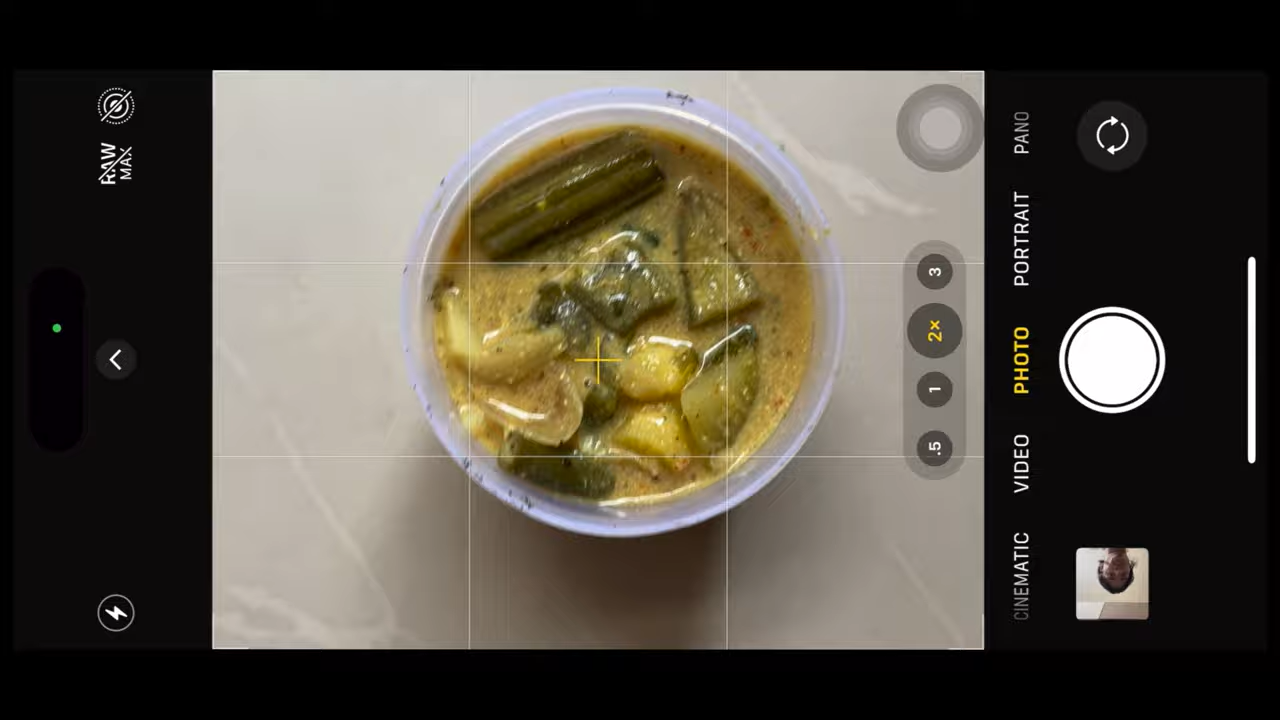 RAW
MAX
3
2×
1
.5
PANO
PORTRAIT
PHOTO
VIDEO
CINEMATIC